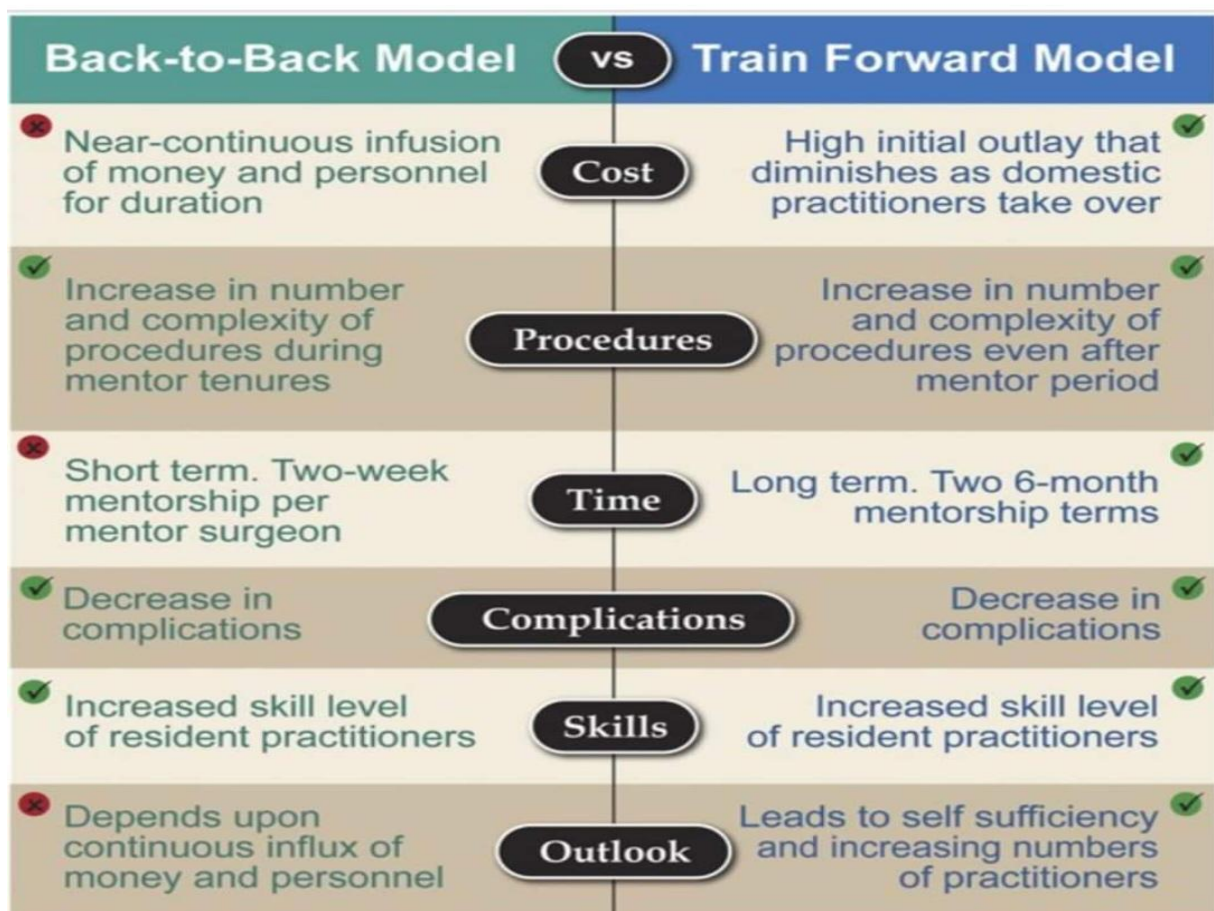 Back-to-Back Model
vs
Train Forward Model
Near-continuous infusion
of money and personnel
for duration
Cost
High initial outlay that
diminishes as domestic
practitioners take over
Increase in number
and complexity of
procedures during
mentor tenures
Procedures
Increase in number
and complexity of
procedures even after
mentor period
Short term. Two-week
mentorship per
mentor surgeon
Time
Long term. Two 6-month
mentorship terms
Decrease in
complications
Complications
Decrease in
complications
Increased skill level
of resident practitioners
Skills
Increased skill level
of resident practitioners
Depends upon
continuous influx of
money and personnel
Outlook
Leads to self sufficiency
and increasing numbers
of practitioners